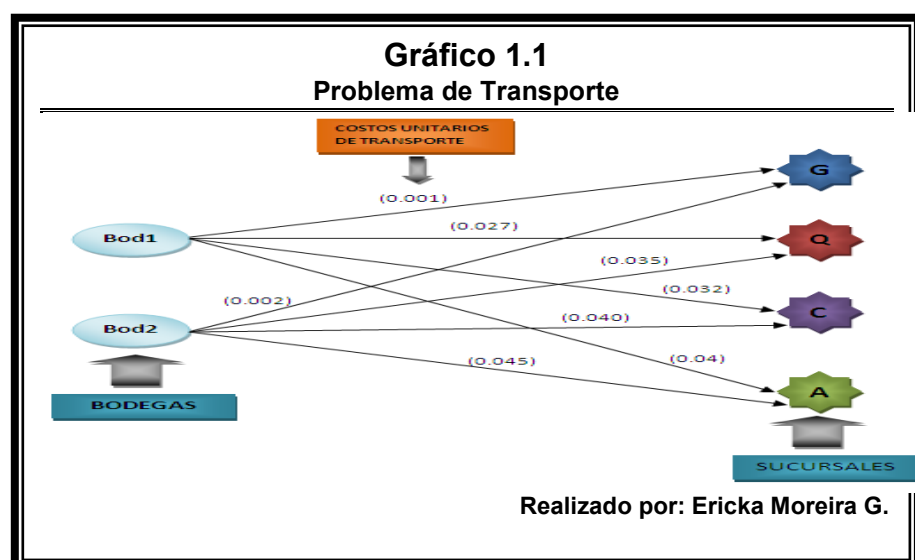 Gráfico 1.1
Problema de Transporte
COSTOS UNITARIOS
DE TRANSPORTE
G
(0.001)
(0.027)
Bod1
Q
(0.035)
(0.032)
(0.002)
C
(0.040)
Bod2
(0.04)
(0.045)
A
BODEGAS
SUCURSALES
Realizado por: Ericka Moreira G.